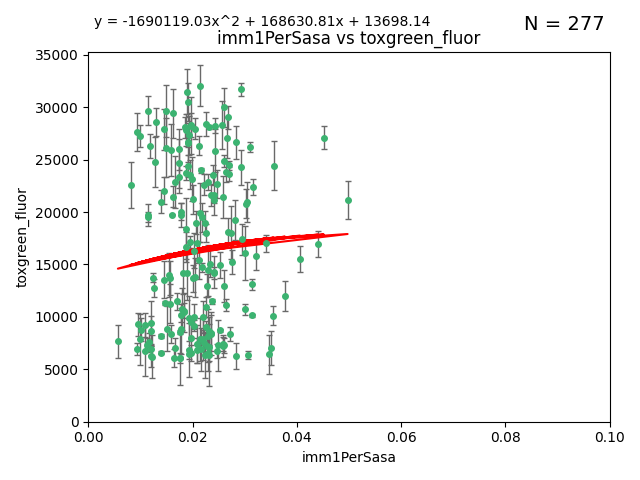 y = -1690119.03x^2 + 168630.81x + 13698.14
N = 277
imm1PerSasa vs toxgreen_fluor
35000
30000
25000
20000
15000
10000
5000
0
toxgreen_fluor
0.00 0.02 0.04 0.06 0.08 0.10
imm1PerSasa